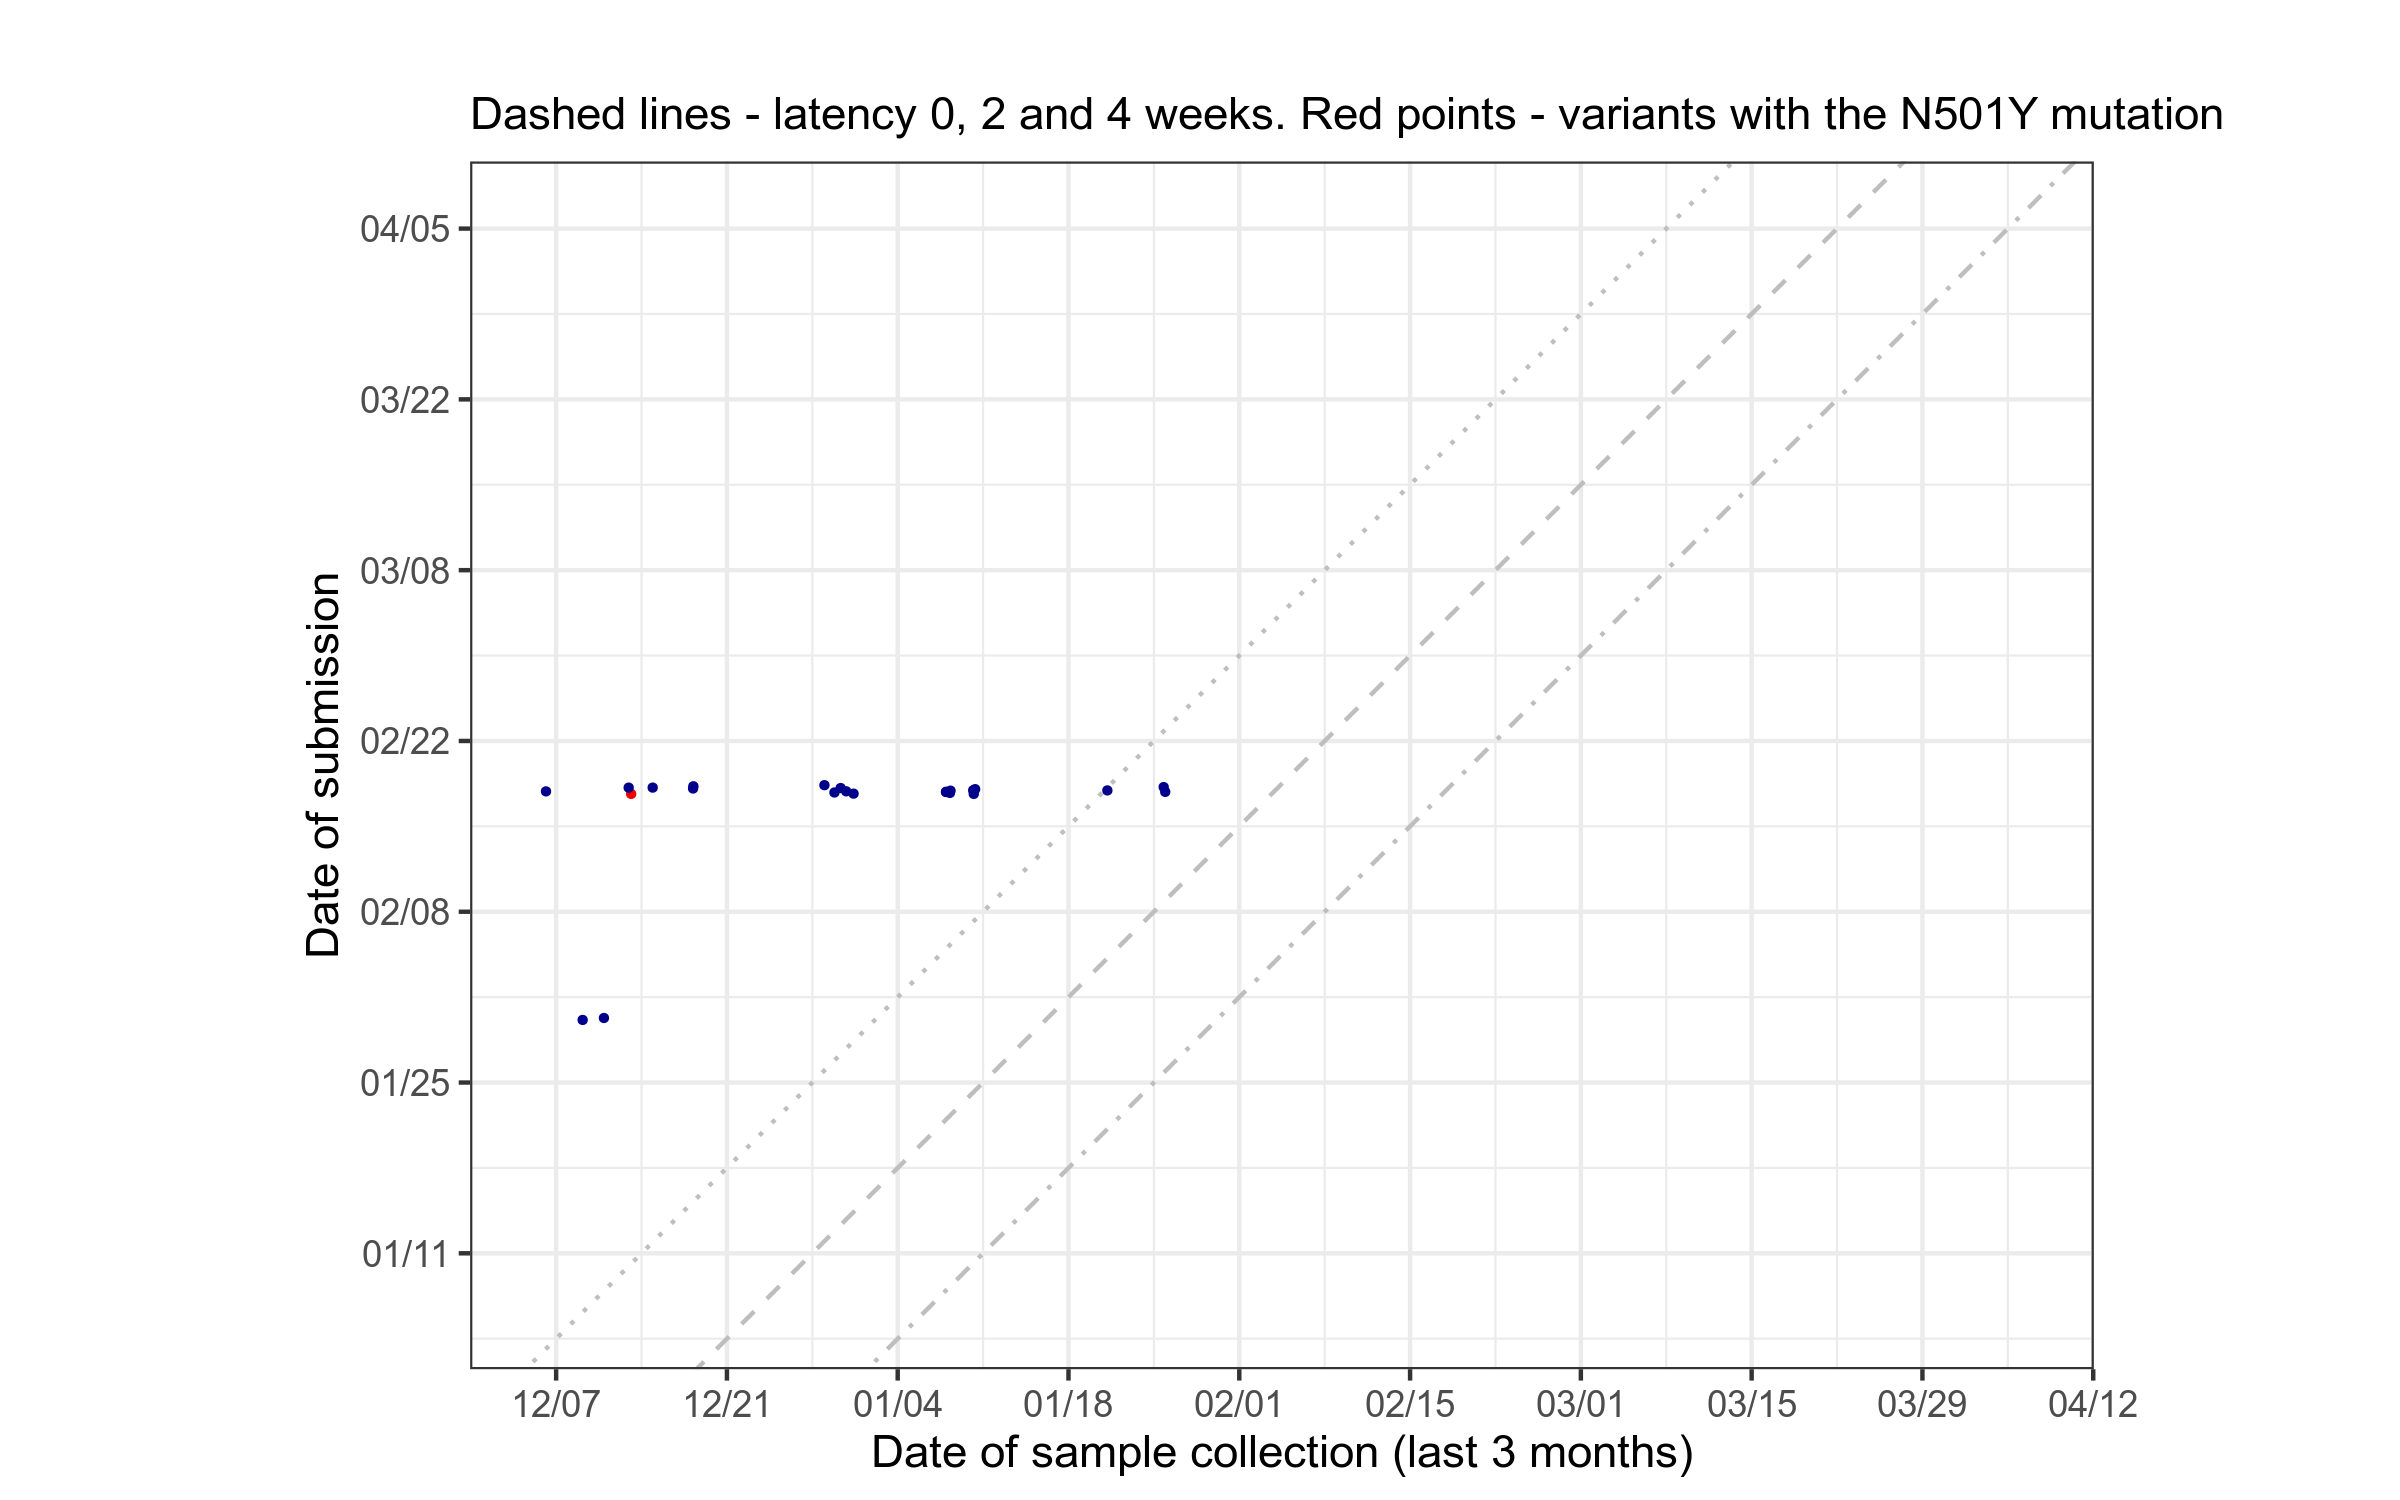 Dashed lines - latency 0, 2 and 4 weeks. Red points - variants with the N501Y mutation
Date of submission
04/05
03/22
03/08
02/22
02/08
01/25
01/11
12/07 12/21 01/04 01/18 02/01 02/15 03/01 03/15 03/29 04/12
Date of sample collection (last 3 months)